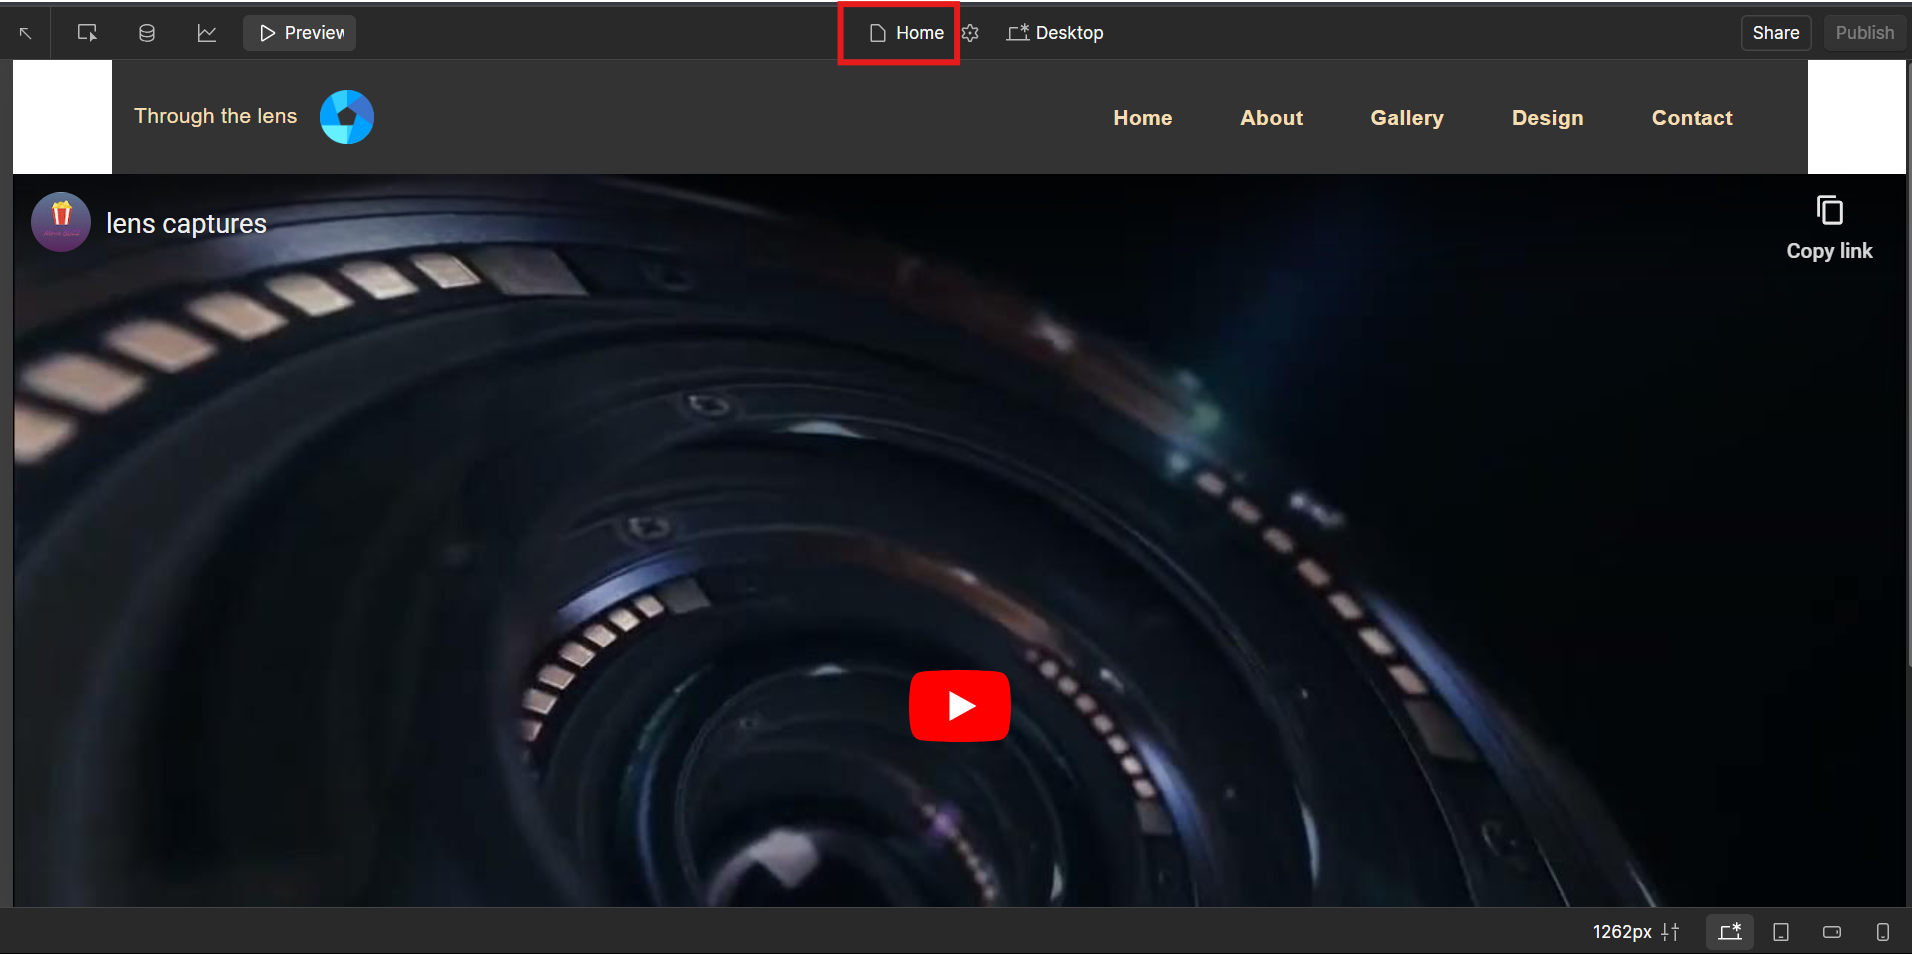 Preview
Home
Desktop
Share
Publish
Through the lens
Home
About
Gallery
Design
Contact
lens captures
Copy link
1262px